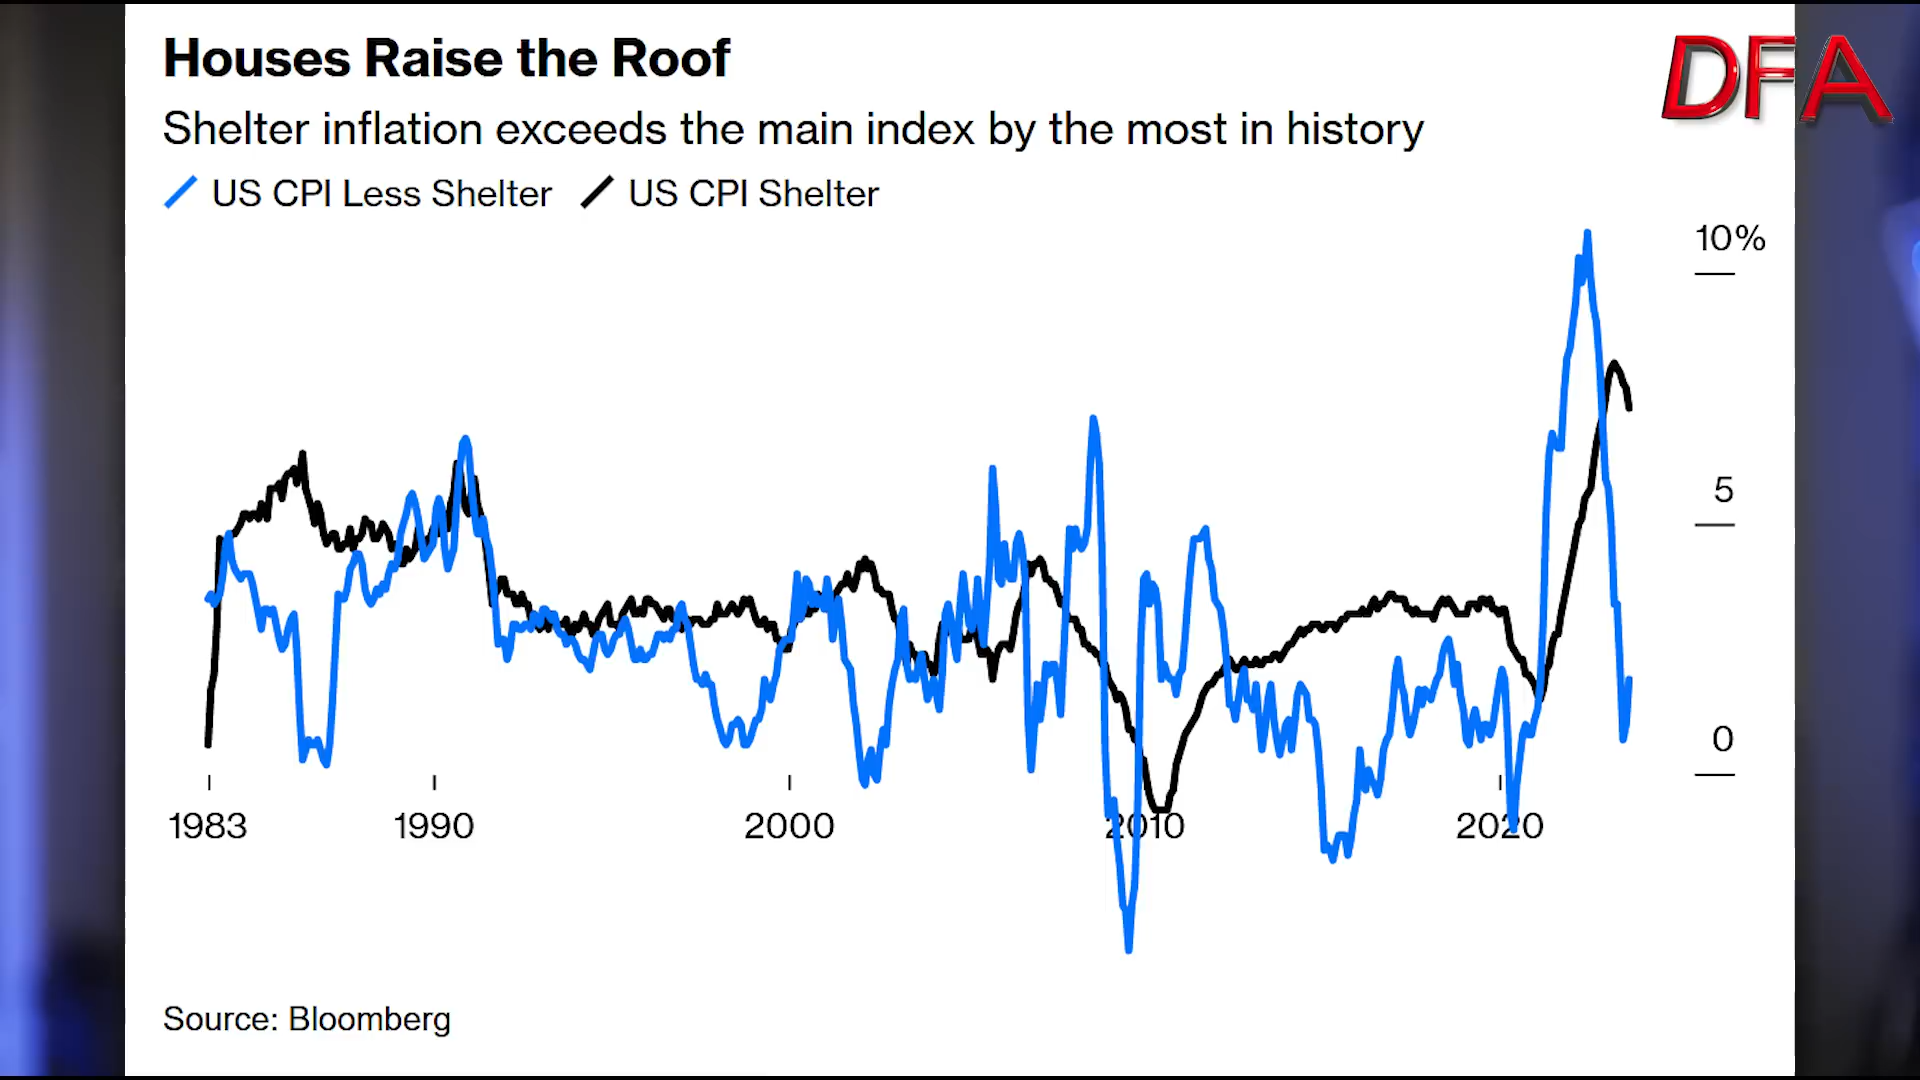 Houses Raise the Roof
DFA
Shelter inflation exceeds the main index by the most in history
US CPI Less Shelter US CPI Shelter
10%
5
0
1983 1990 2000 2010 2020
Source: Bloomberg